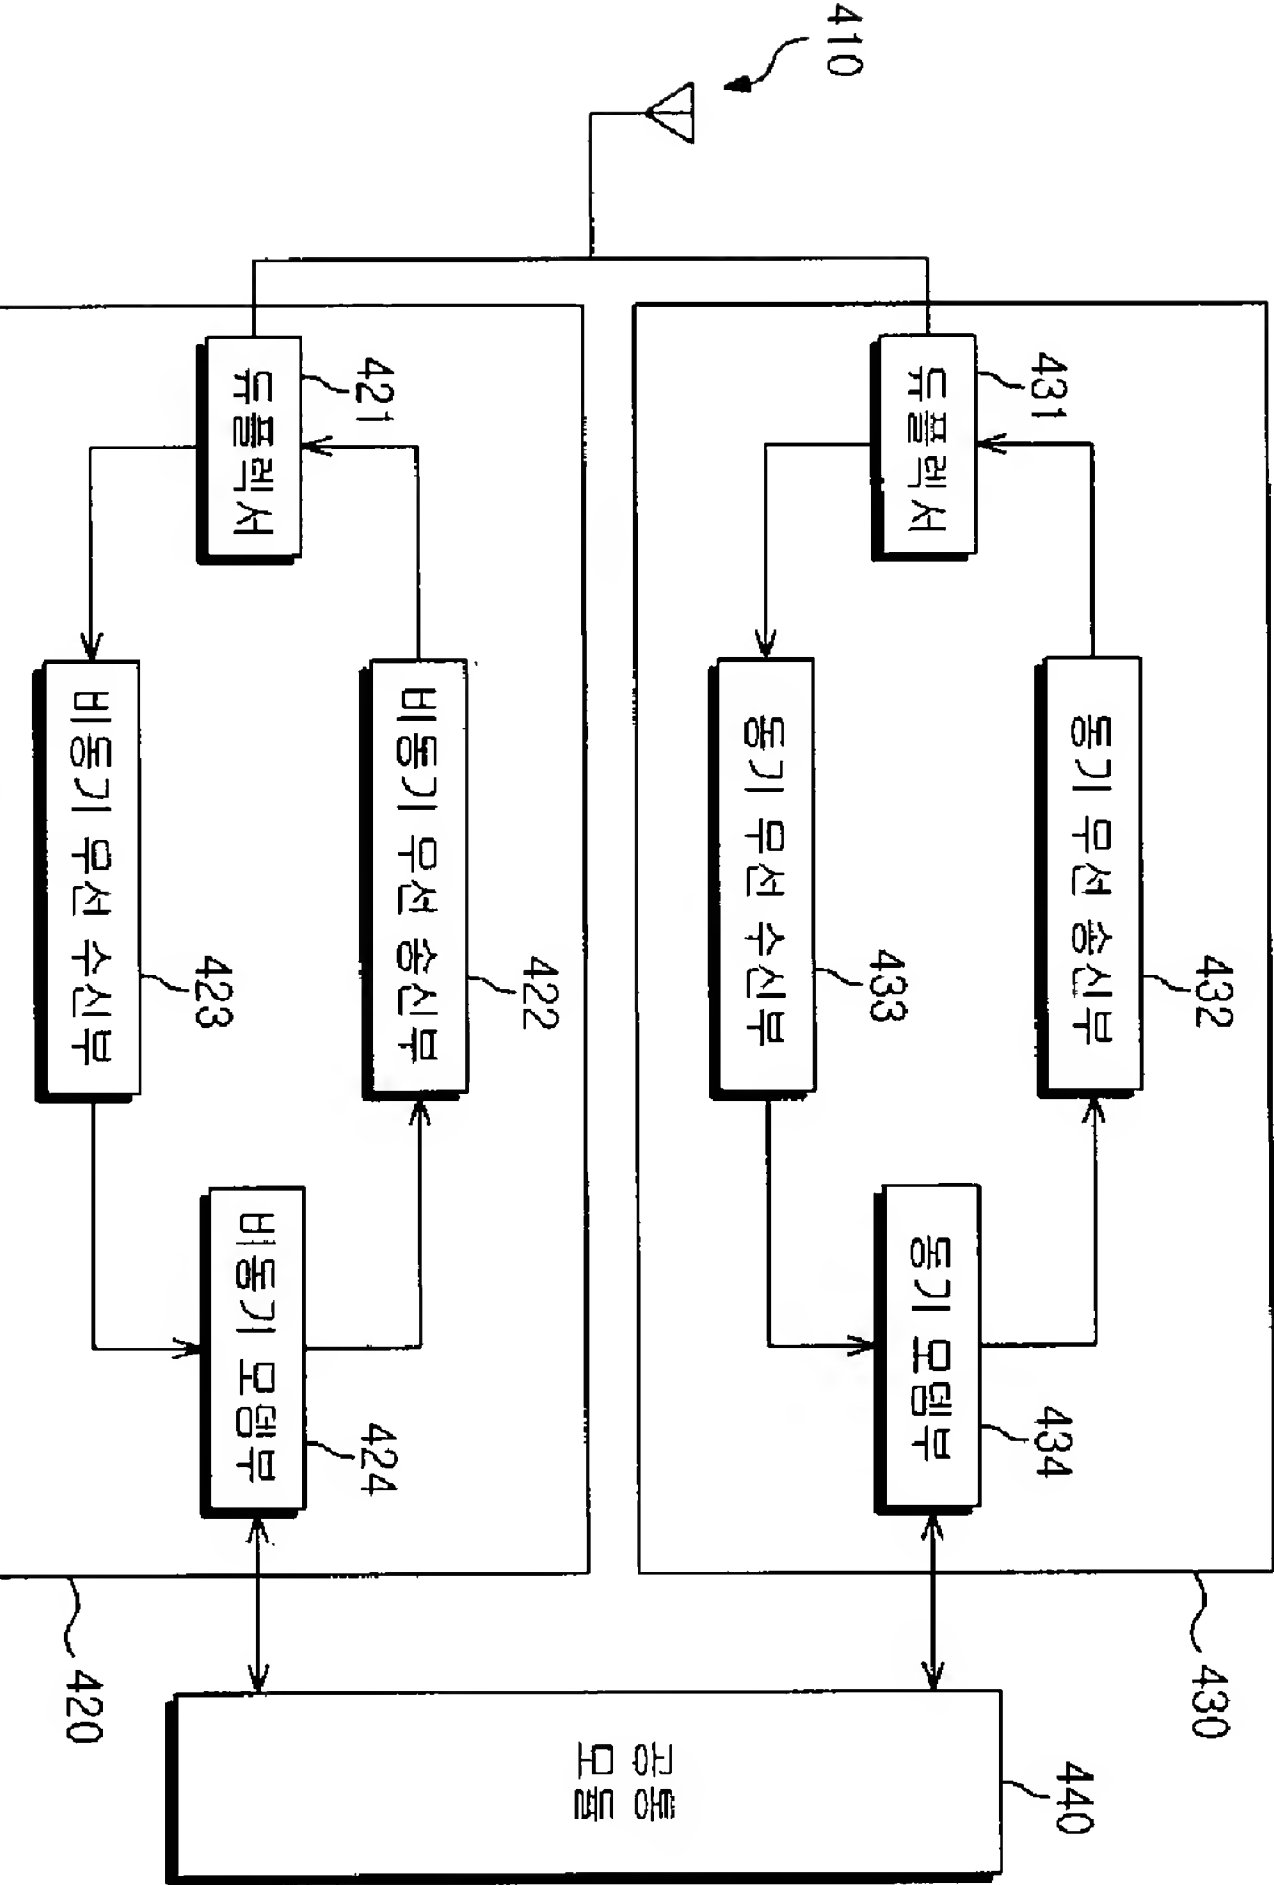 410
430
431
듀플렉서
432
동기 무선 송신부
433
동기 무선 수신부
434
동기 모뎀부
440
공통
모듈
420
421
듀플렉서
422
비동기 무선 송신부
423
비동기 무선 수신부
424
비동기 모뎀부